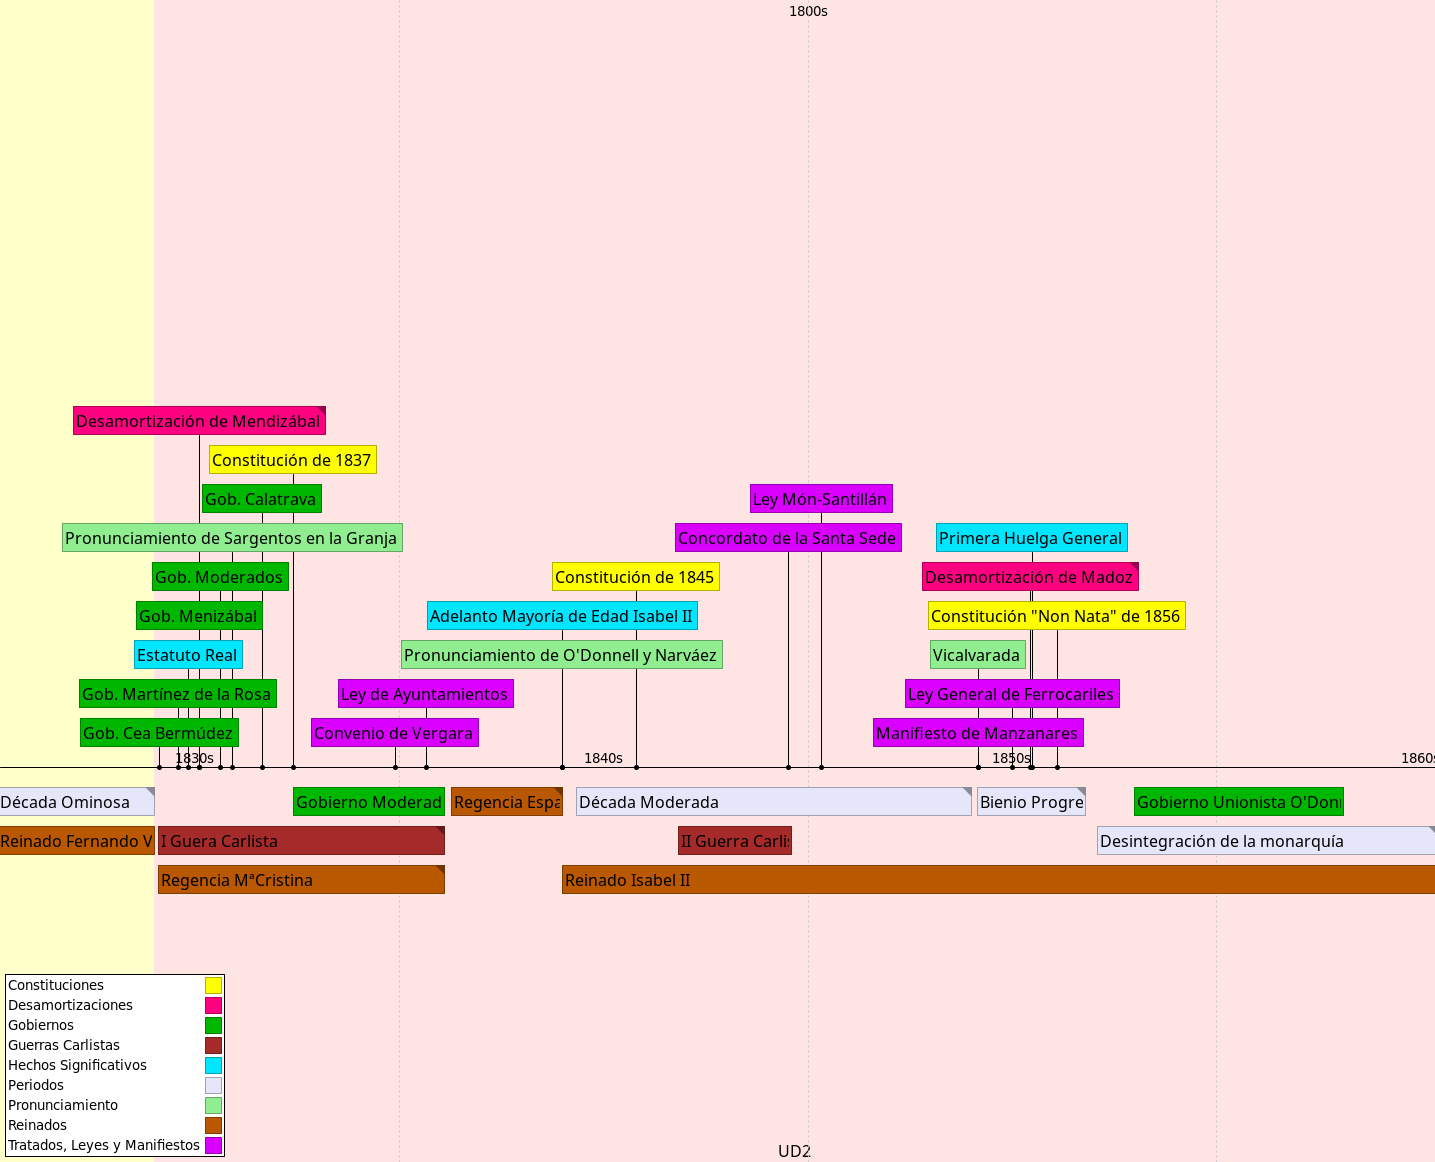 1800s
Desamortización de Mendizábal
Constitución de 1837
Gob. Calatrava
Ley Món-Santillán
Pronunciamiento de Sargentos en la Granja
Concordato de la Santa Sede
Primera Huelga General
Gob. Moderados
Constitución de 1845
Desamortización de Madoz
Gob. Menizábal
Adelanto Mayoría de Edad Isabel II
Constitución "Non Nata" de 1856
Estatuto Real
Pronunciamiento de O'Donnell y Narváez
Vicalvarada
Gob. Martínez de la Rosa
Ley de Ayuntamientos
Ley General de Ferrocariles
Gob. Cea Bermúdez
Convenio de Vergara
Manifiesto de Manzanares
1830s
1840s
1850s
1860s
Década Ominosa
Gobierno Moderad
Regencia Espa
Década Moderada
Bienio Progre
Gobierno Unionista O'Don
Reinado Fernando V
I Guera Carlista
II Guerra Carlis
Desintegración de la monarquía
Regencia MªCristina
Reinado Isabel II
Constituciones
Desamortizaciones
Gobiernos
Guerras Carlistas
Hechos Significativos
Periodos
Pronunciamiento
Reinados
Tratados, Leyes y Manifiestos
UD2